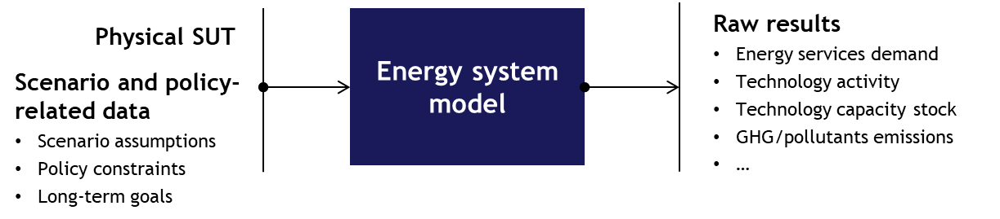 Physical SUT
Scenario and policy-
related data
• Scenario assumptions
• Policy constraints
• Long-term goals
Energy system
model
Raw results
• Energy services demand
• Technology activity
• Technology capacity stock
• GHG/pollutants emissions
• …